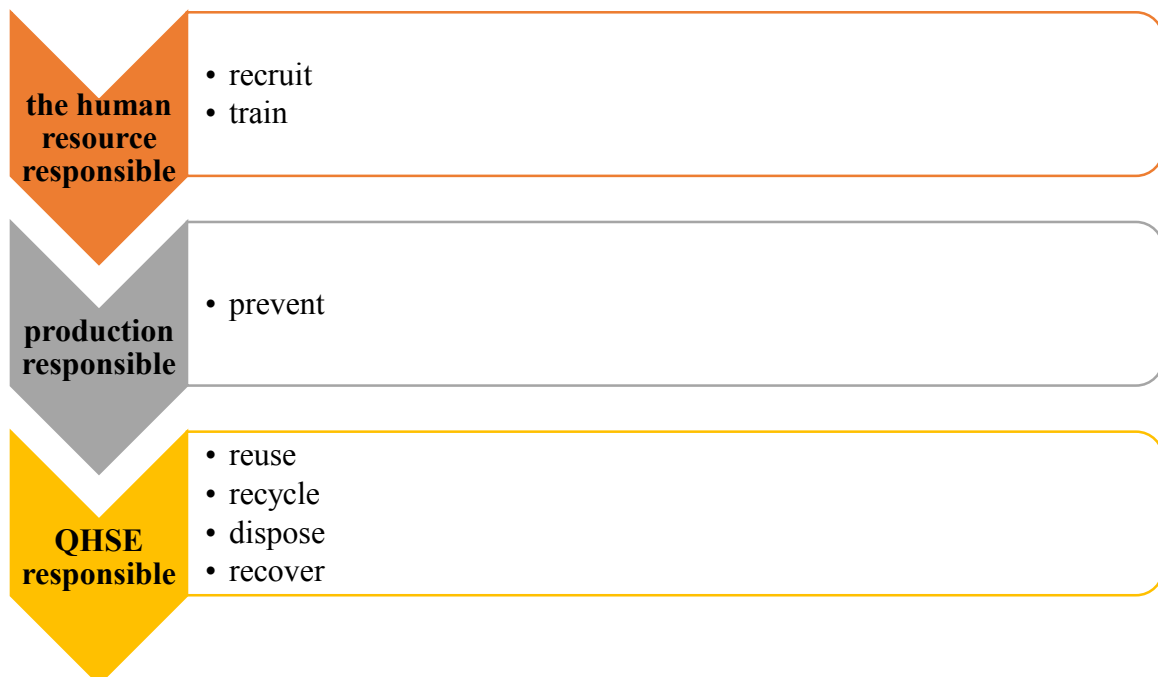 the human
resource
responsible
• recruit
• train
production
responsible
• prevent
QHSE
responsible
• reuse
• recycle
• dispose
• recover